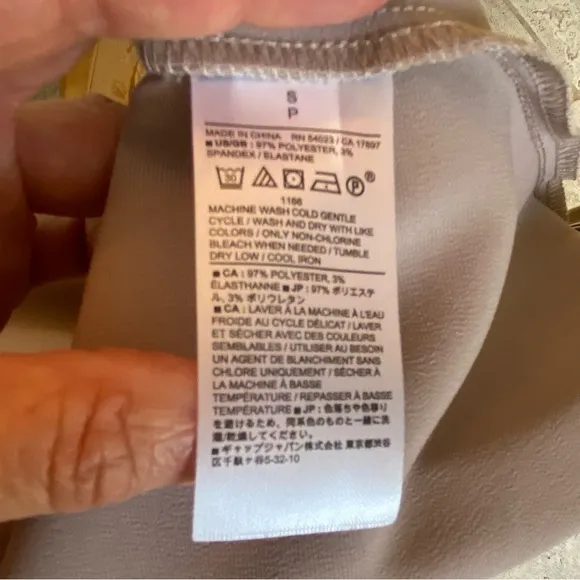 S
P
MADE IN CHINA RN 54023 / CA 17897
■ US/GB : 97% POLYESTER, 3%
SPANDEX / ELASTANE
30 P ®
1166
MACHINE WASH COLD GENTLE
CYCLE / WASH AND DRY WITH LIKE
COLORS / ONLY NON-CHLORINE
BLEACH WHEN NEEDED / TUMBLE
DRY LOW / COOL IRON
■ CA : 97% POLYESTER, 3%
ÉLASTHANNE ■ JP : 97% ポリエステ
ル, 3% ポリウレタン
■ CA : LAVER À LA MACHINE À L'EAU
FROIDE AU CYCLE DÉLICAT / LAVER
ET SÉCHER AVEC DES COULEURS
SEMBLABLES / UTILISER AU BESOIN
UN AGENT DE BLANCHIMENT SANS
CHLORE UNIQUEMENT / SÉCHER À
LA MACHINE À BASSE
TEMPÉRATURE / REPASSER À BASSE
TEMPÉRATURE ■ JP : 色落ちや色移り
を避けるため、同系色のものと一緒に洗
濯/乾燥してください。
■ギャップジャパン㈱ 東京都渋谷
区千駄ヶ谷5-32-10